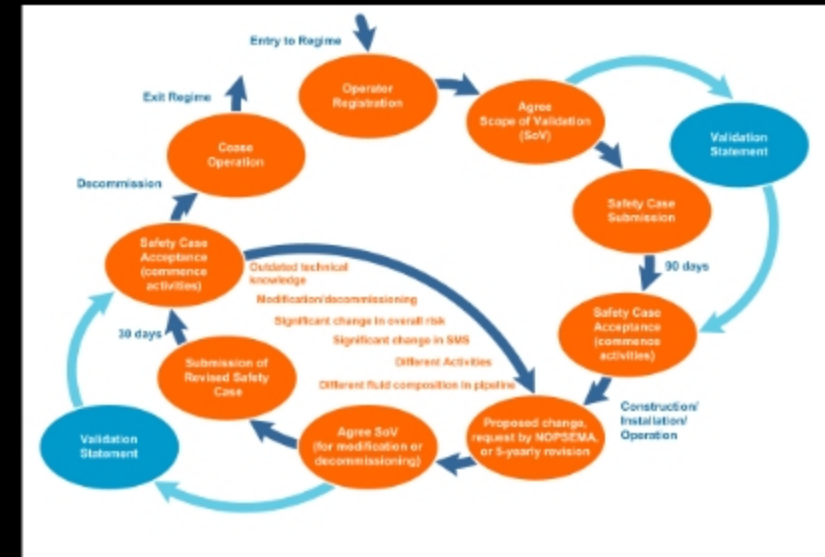 Entry to Regime
Operator
Registration
Agree
Scope of Validation
(SoV)
Validation
Statement
Safety Case
Submission
90 days
Safety Case
Acceptance
(commence
activities)
Construction/
Installation/
Operation
Proposed change,
request by NOPSEMA,
or 5-yearly revision
Agree SoV
(for modification or
decommissioning)
Validation
Statement
Submission of
Revised Safety
Case
30 days
Safety Case
Acceptance
(commence
activities)
Outdated technical
knowledge
Modification/decommissioning
Significant change in overall risk
Significant change in SMS
Different Activities
Different fluid composition in pipeline
Decommission
Cease
Operation
Exit Regime